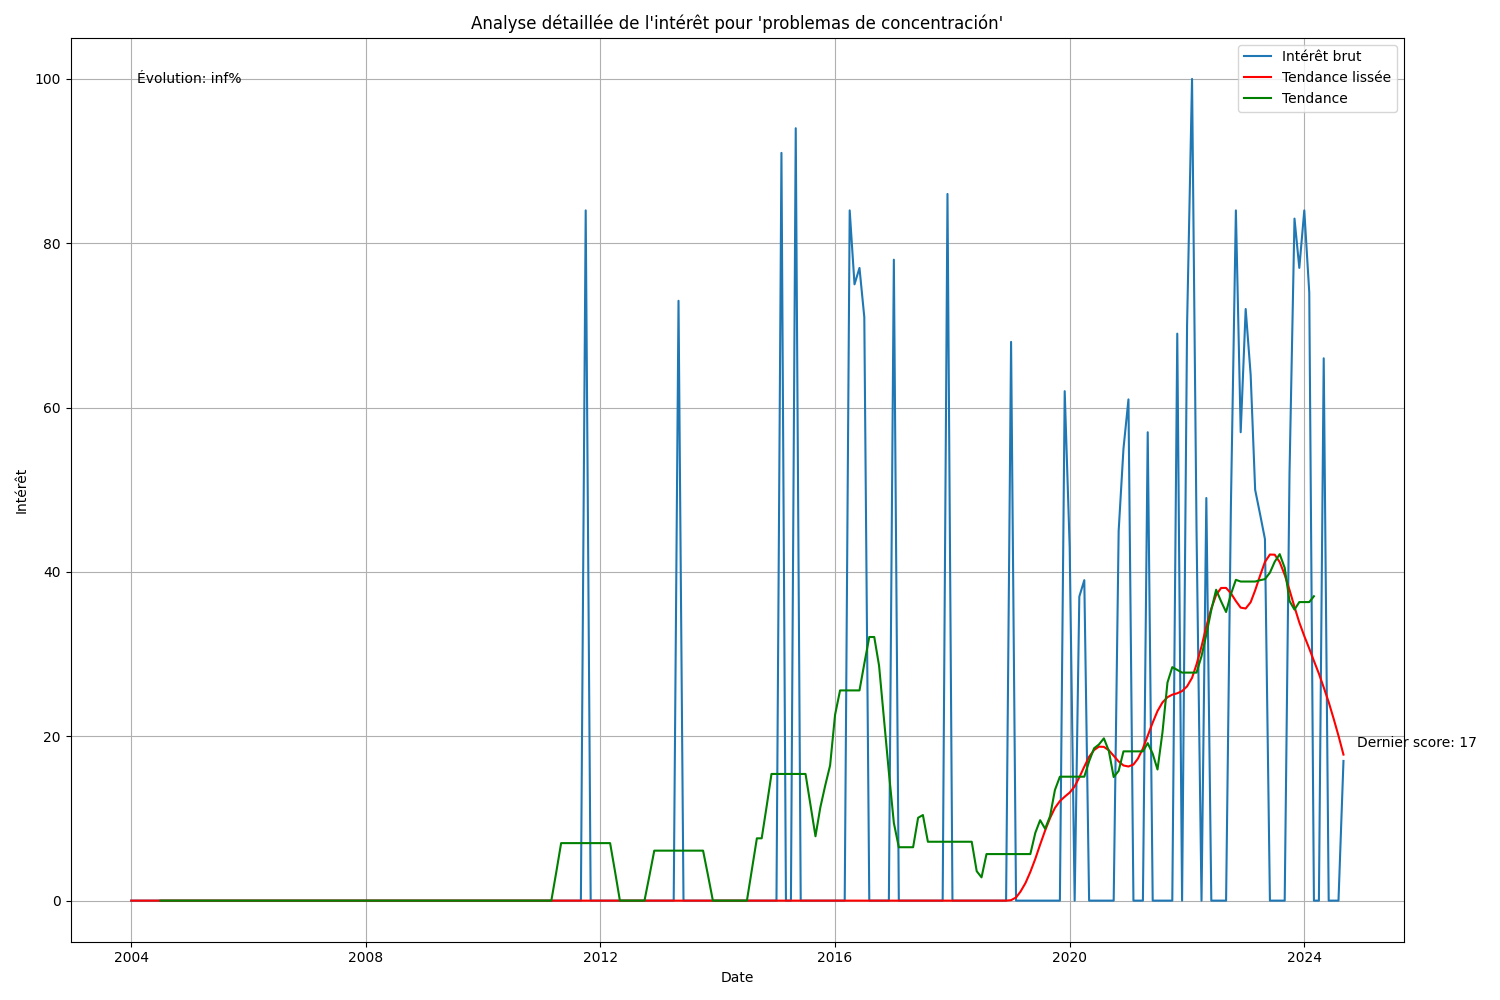 Analyse détaillée de l'intérêt pour 'problemas de concentración'
Évolution: inf%
Intérêt brut
Tendance lissée
Tendance
100
80
60
40
20
0
Intérêt
Dernier score: 17
2004
2008
2012
2016
2020
2024
Date